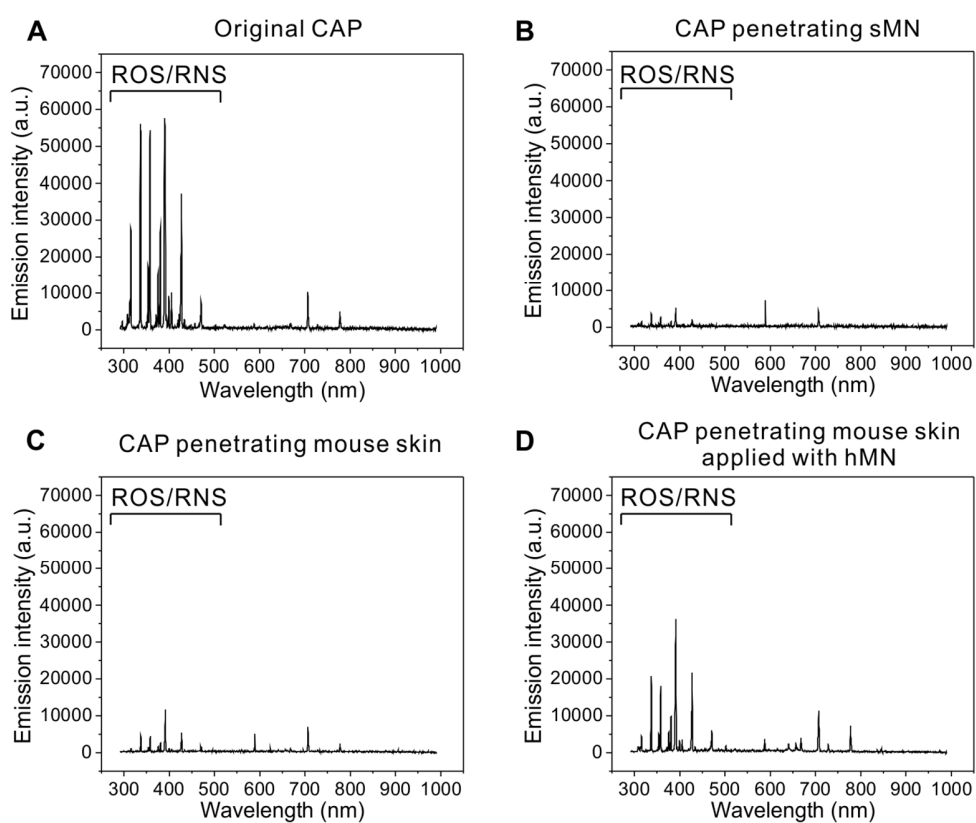 A
Original CAP
ROS/RNS
70000
60000
50000
40000
30000
20000
10000
0
Emission intensity (a.u.)
300 400 500 600 700 800 900 1000
Wavelength (nm)
B
CAP penetrating sMN
ROS/RNS
70000
60000
50000
40000
30000
20000
10000
0
Emission intensity (a.u.)
300 400 500 600 700 800 900 1000
Wavelength (nm)
C
CAP penetrating mouse skin
ROS/RNS
70000
60000
50000
40000
30000
20000
10000
0
Emission intensity (a.u.)
300 400 500 600 700 800 900 1000
Wavelength (nm)
D
CAP penetrating mouse skin
applied with hMN
ROS/RNS
70000
60000
50000
40000
30000
20000
10000
0
Emission intensity (a.u.)
300 400 500 600 700 800 900 1000
Wavelength (nm)